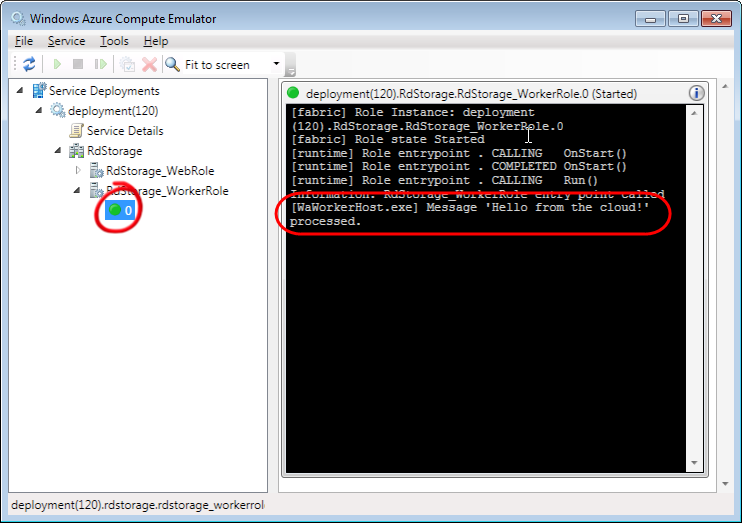 Windows Azure Compute Emulator
File Service Tools Help
Fit to screen
Service Deployments
deployment(120)
Service Details
RdStorage
RdStorage_WebRole
RdStorage_WorkerRole
0
deployment(120).RdStorage.RdStorage_WorkerRole.0 (Started)
[fabric] Role Instance: deployment
(120).RdStorage.RdStorage_WorkerRole.0
[fabric] Role state Started
[runtime] Role entrypoint . CALLING   OnStart()
[runtime] Role entrypoint . COMPLETED OnStart()
[runtime] Role entrypoint . CALLING   Run()
Information: RdStorage_WorkerRole entry point called
[WaWorkerHost.exe] Message 'Hello from the cloud!'
processed.
deployment(120).rdstorage.rdstorage_workerrol